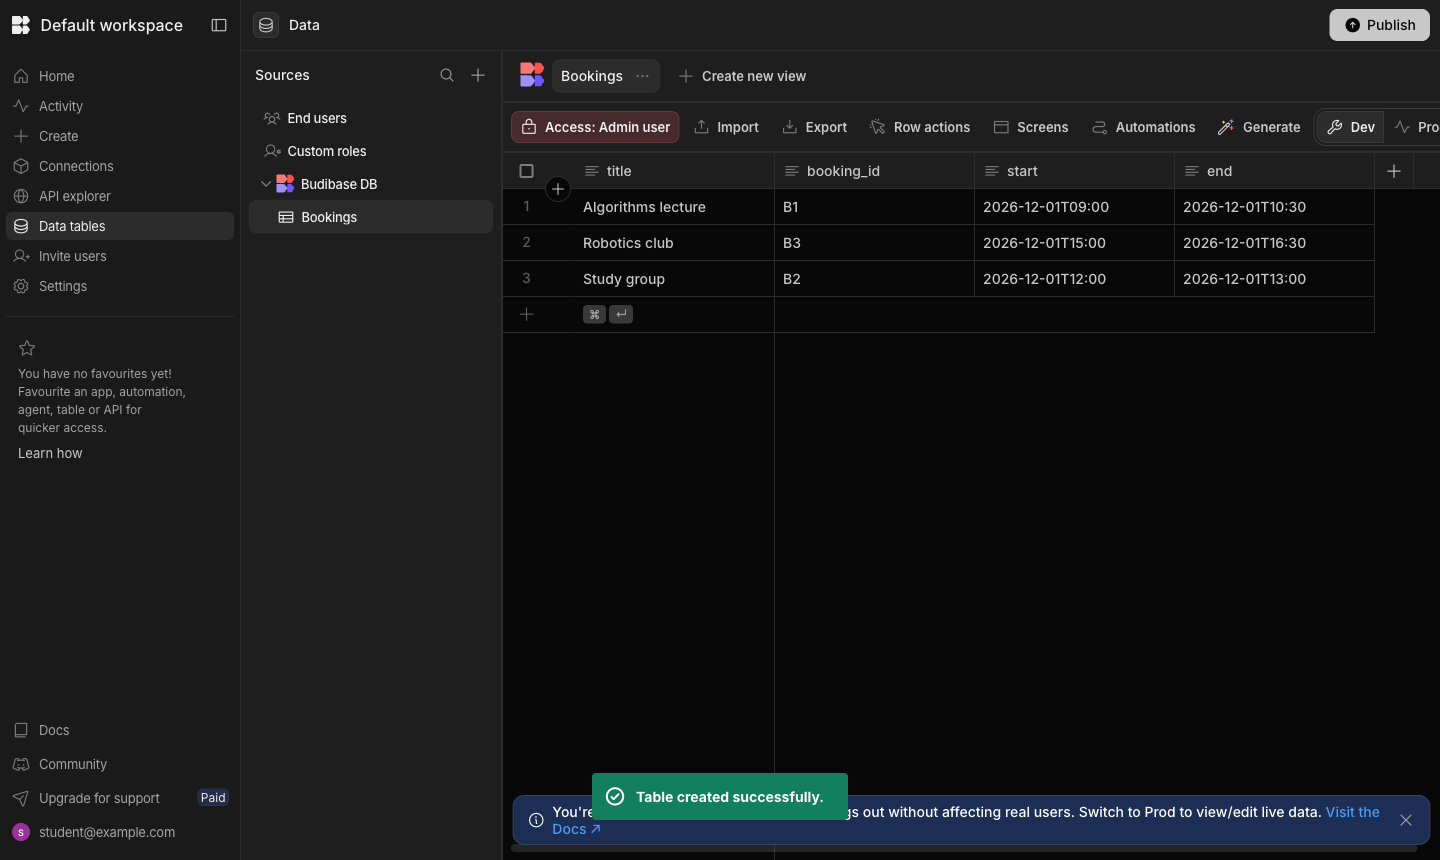 Default workspace
Data
Publish
Home
Activity
Create
Connections
API explorer
Data tables
Invite users
Settings
You have no favourites yet!
Favourite an app, automation,
agent, table or API for
quicker access.
Learn how
Docs
Community
Upgrade for support Paid
s student@example.com
Sources
End users
Custom roles
Budibase DB
Bookings
Bookings ··· Create new view
Access: Admin user Import Export Row actions Screens Automations Generate Dev Pro
title booking_id start end
1 Algorithms lecture B1 2026-12-01T09:00 2026-12-01T10:30
2 Robotics club B3 2026-12-01T15:00 2026-12-01T16:30
3 Study group B2 2026-12-01T12:00 2026-12-01T13:00
⌘ ↵
Table created successfully.
You're out without affecting real users. Switch to Prod to view/edit live data. Visit the
Docs ↗